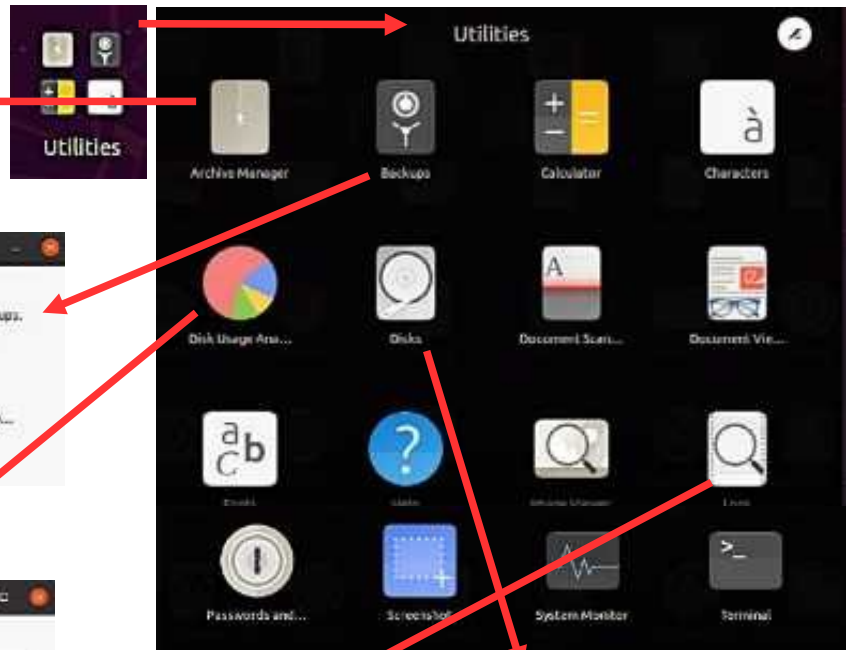 Utilities
Utilities
Archive Manager
Backups
Calculator
Characters
ups.
Disk Usage Ana...
Disks
Document Scan...
Document Vie...
A
à
a b
C
?
Passwords and...
Screenshot
System Monitor
Terminal
>_